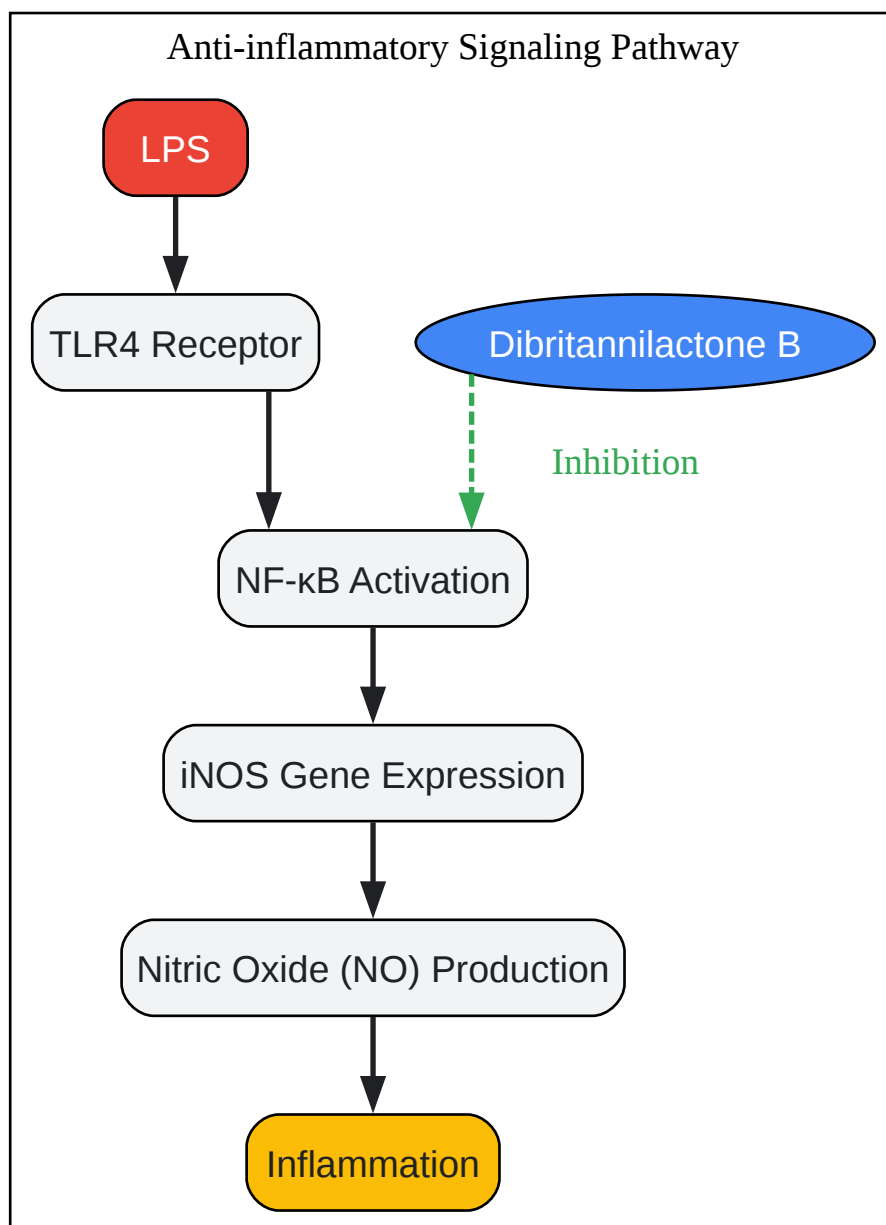 Anti-inflammatory Signaling Pathway
LPS
TLR4 Receptor
Dibritannilactone B
Inhibition
NF-κB Activation
iNOS Gene Expression
Nitric Oxide (NO) Production
Inflammation